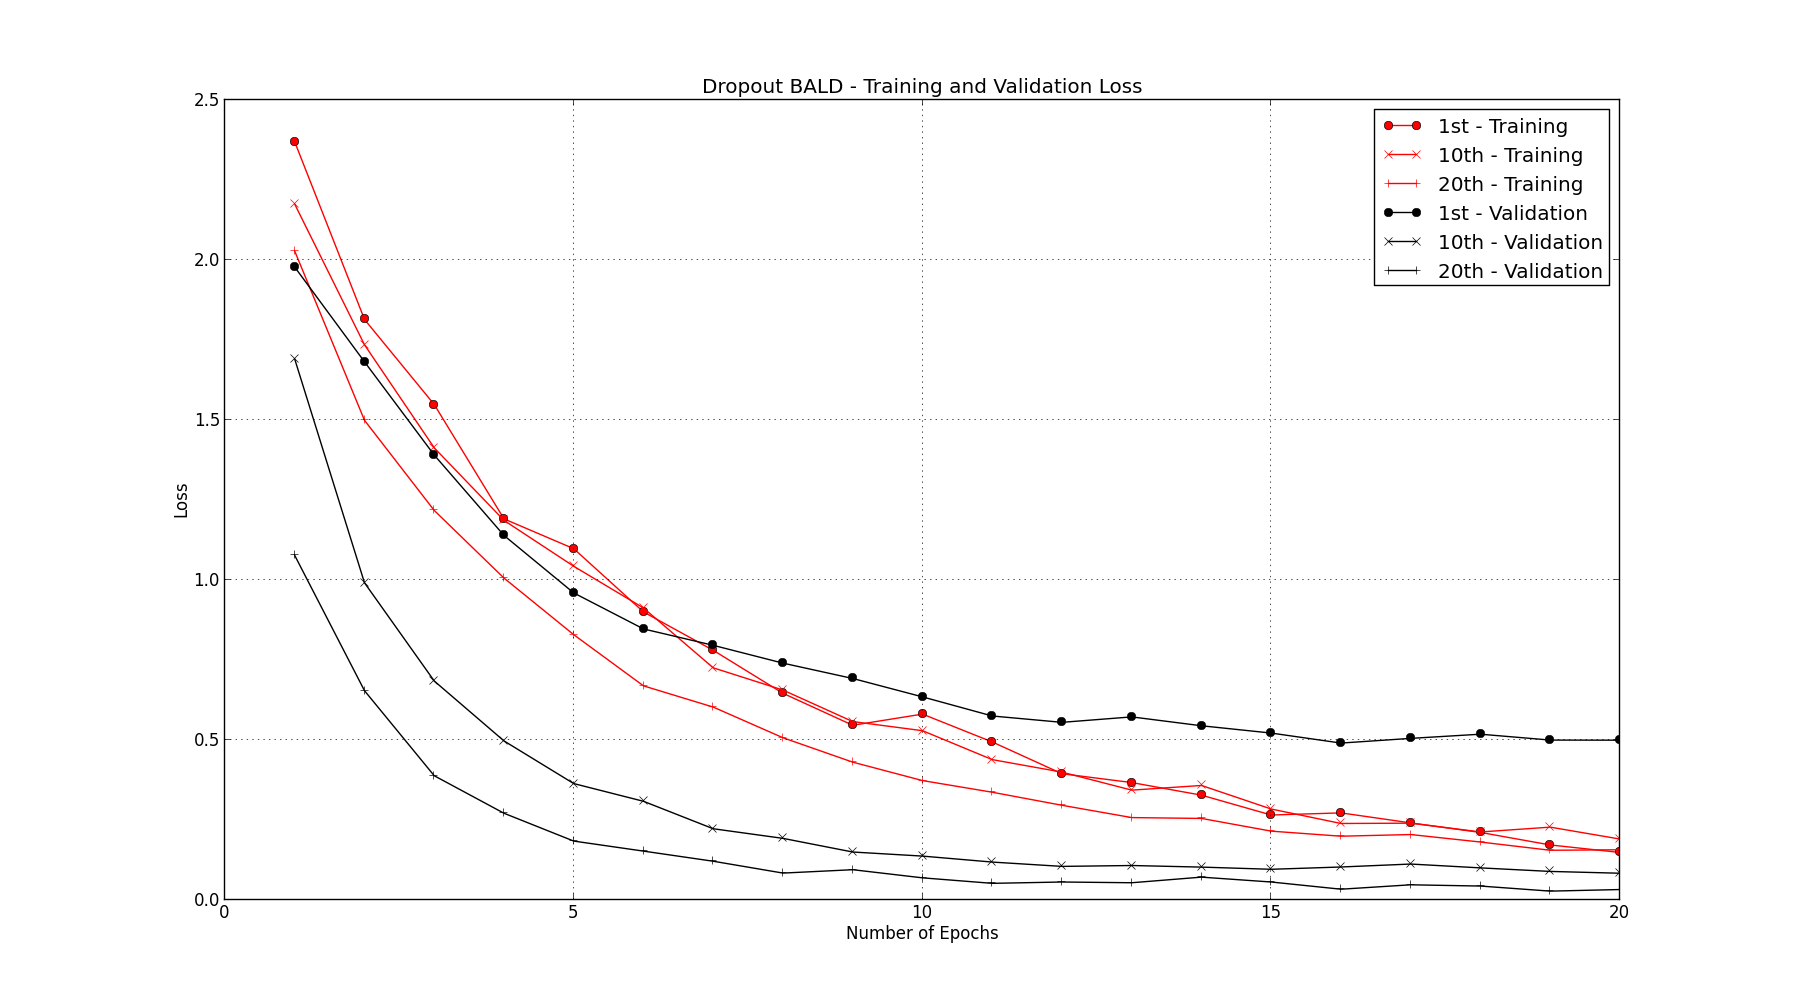 Dropout BALD - Training and Validation Loss
2.5
2.0
1.5
1.0
0.5
0.0
Loss
1st - Training
10th - Training
20th - Training
1st - Validation
10th - Validation
20th - Validation
0 5 10 15 20
Number of Epochs